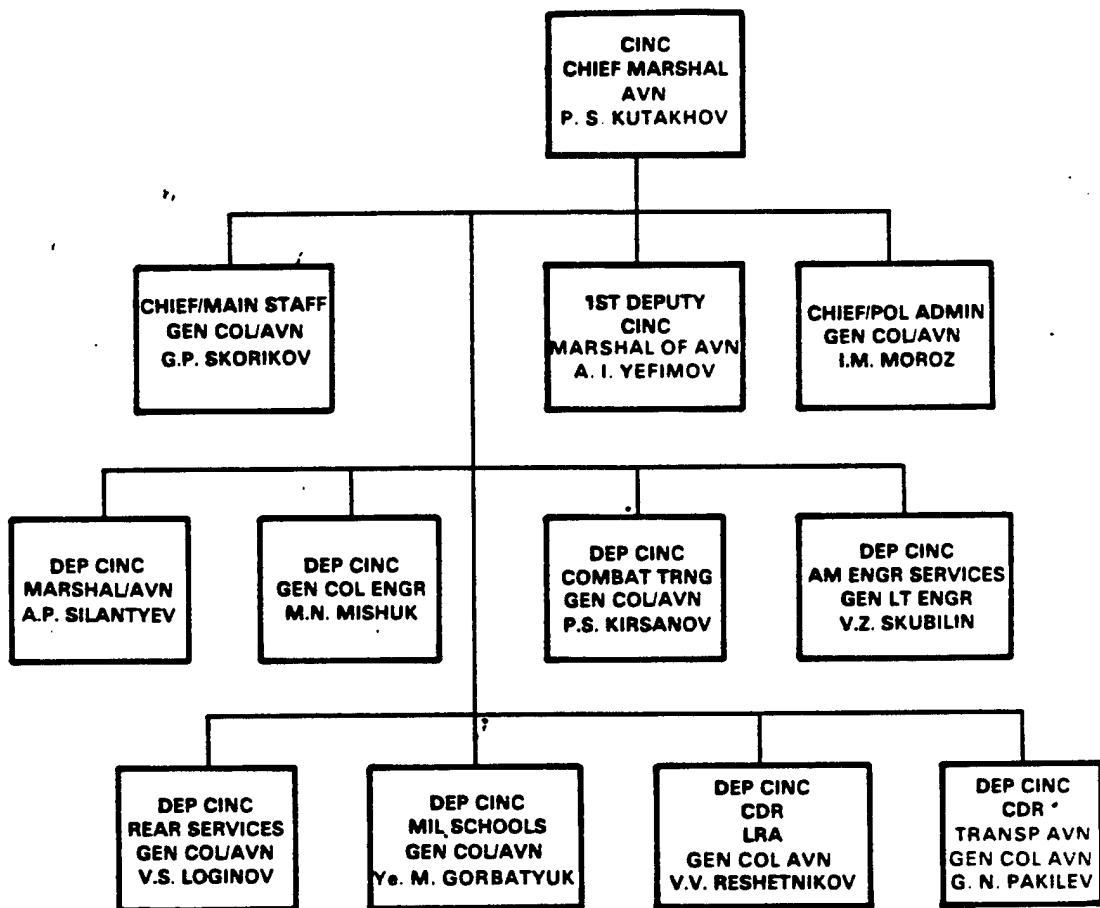 CINC
CHIEF MARSHAL
AVN
P. S. KUTAKHOV
CHIEF/MAIN STAFF
GEN COL/AVN
G.P. SKORIKOV
1ST DEPUTY
CINC
MARSHAL OF AVN
A. I. YEFIMOV
CHIEF/POL ADMIN
GEN COL/AVN
I.M. MOROZ
DEP CINC
MARSHAL/AVN
A.P. SILANTYEV
DEP CINC
GEN COL ENGR
M.N. MISHUK
DEP CINC
COMBAT TRNG
GEN COL/AVN
P.S. KIRSANOV
DEP CINC
AM ENGR SERVICES
GEN LT ENGR
V.Z. SKUBILIN
DEP CINC
REAR SERVICES
GEN COL/AVN
V.S. LOGINOV
DEP CINC
MIL SCHOOLS
GEN COL/AVN
Ye. M. GORBATYUK
DEP CINC
CDR
LRA
GEN COL AVN
V.V. RESHETNIKOV
DEP CINC
CDR
TRANSP AVN
GEN COL AVN
G. N. PAKILEV